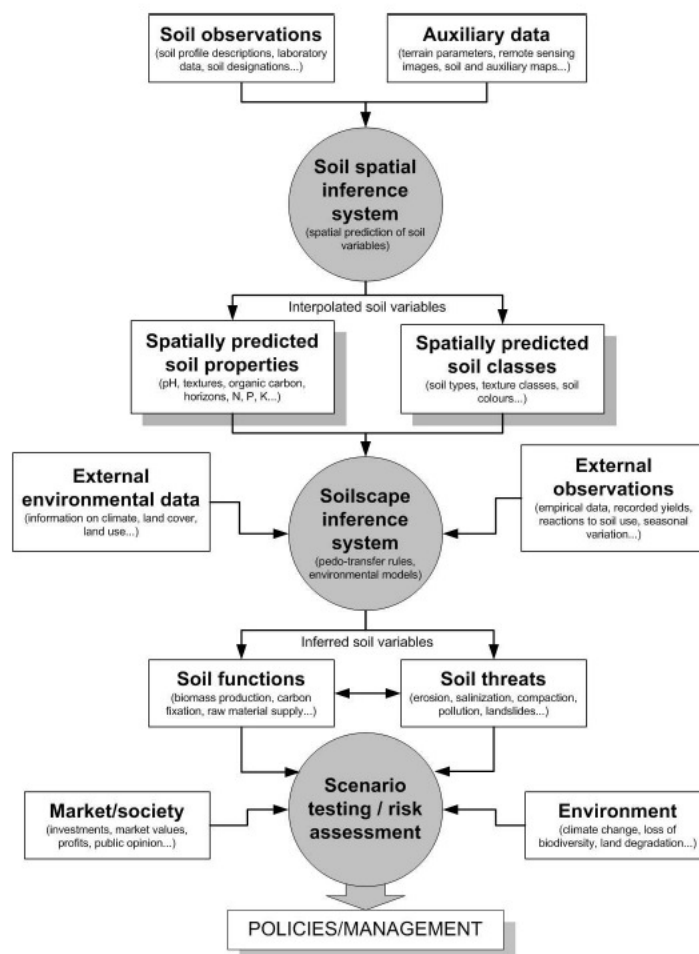 Soil observations
(soil profile descriptions, laboratory
data, soil designations...)
Auxiliary data
(terrain parameters, remote sensing
images, soil and auxiliary maps...)
Soil spatial
inference
system
(spatial prediction of soil
variables)
Interpolated soil variables
Spatially predicted
soil properties
(pH, textures, organic carbon,
horizons, N, P, K...)
Spatially predicted
soil classes
(soil types, texture classes, soil
colours...)
External
environmental data
(information on climate, land cover,
land use...)
Soilscape
inference
system
(pedo-transfer rules,
environmental models)
External
observations
(empirical data, recorded yields,
reactions to soil use, seasonal
variation...)
Inferred soil variables
Soil functions
(biomass production, carbon
fixation, raw material supply...)
Soil threats
(erosion, salinization, compaction,
pollution, landslides...)
Market/society
(investments, market values,
profits, public opinion...)
Scenario
testing / risk
assessment
Environment
(climate change, loss of
biodiversity, land degradation...)
POLICIES/MANAGEMENT